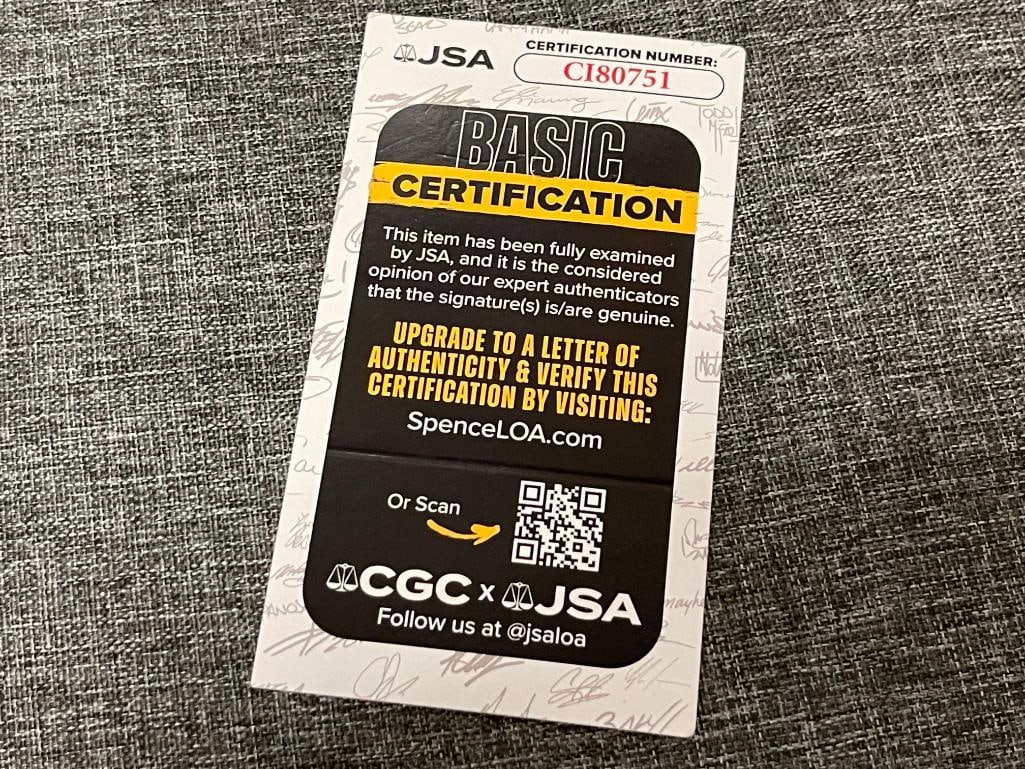 JSA
CERTIFICATION NUMBER:
CI80751
BASIC
CERTIFICATION
This item has been fully examined
by JSA, and it is the considered
opinion of our expert authenticators
that the signature(s) is/are genuine.
UPGRADE TO A LETTER OF
AUTHENTICITY & VERIFY THIS
CERTIFICATION BY VISITING:
SpenceLOA.com
Or Scan
CGC x JSA
Follow us at @jsaloa